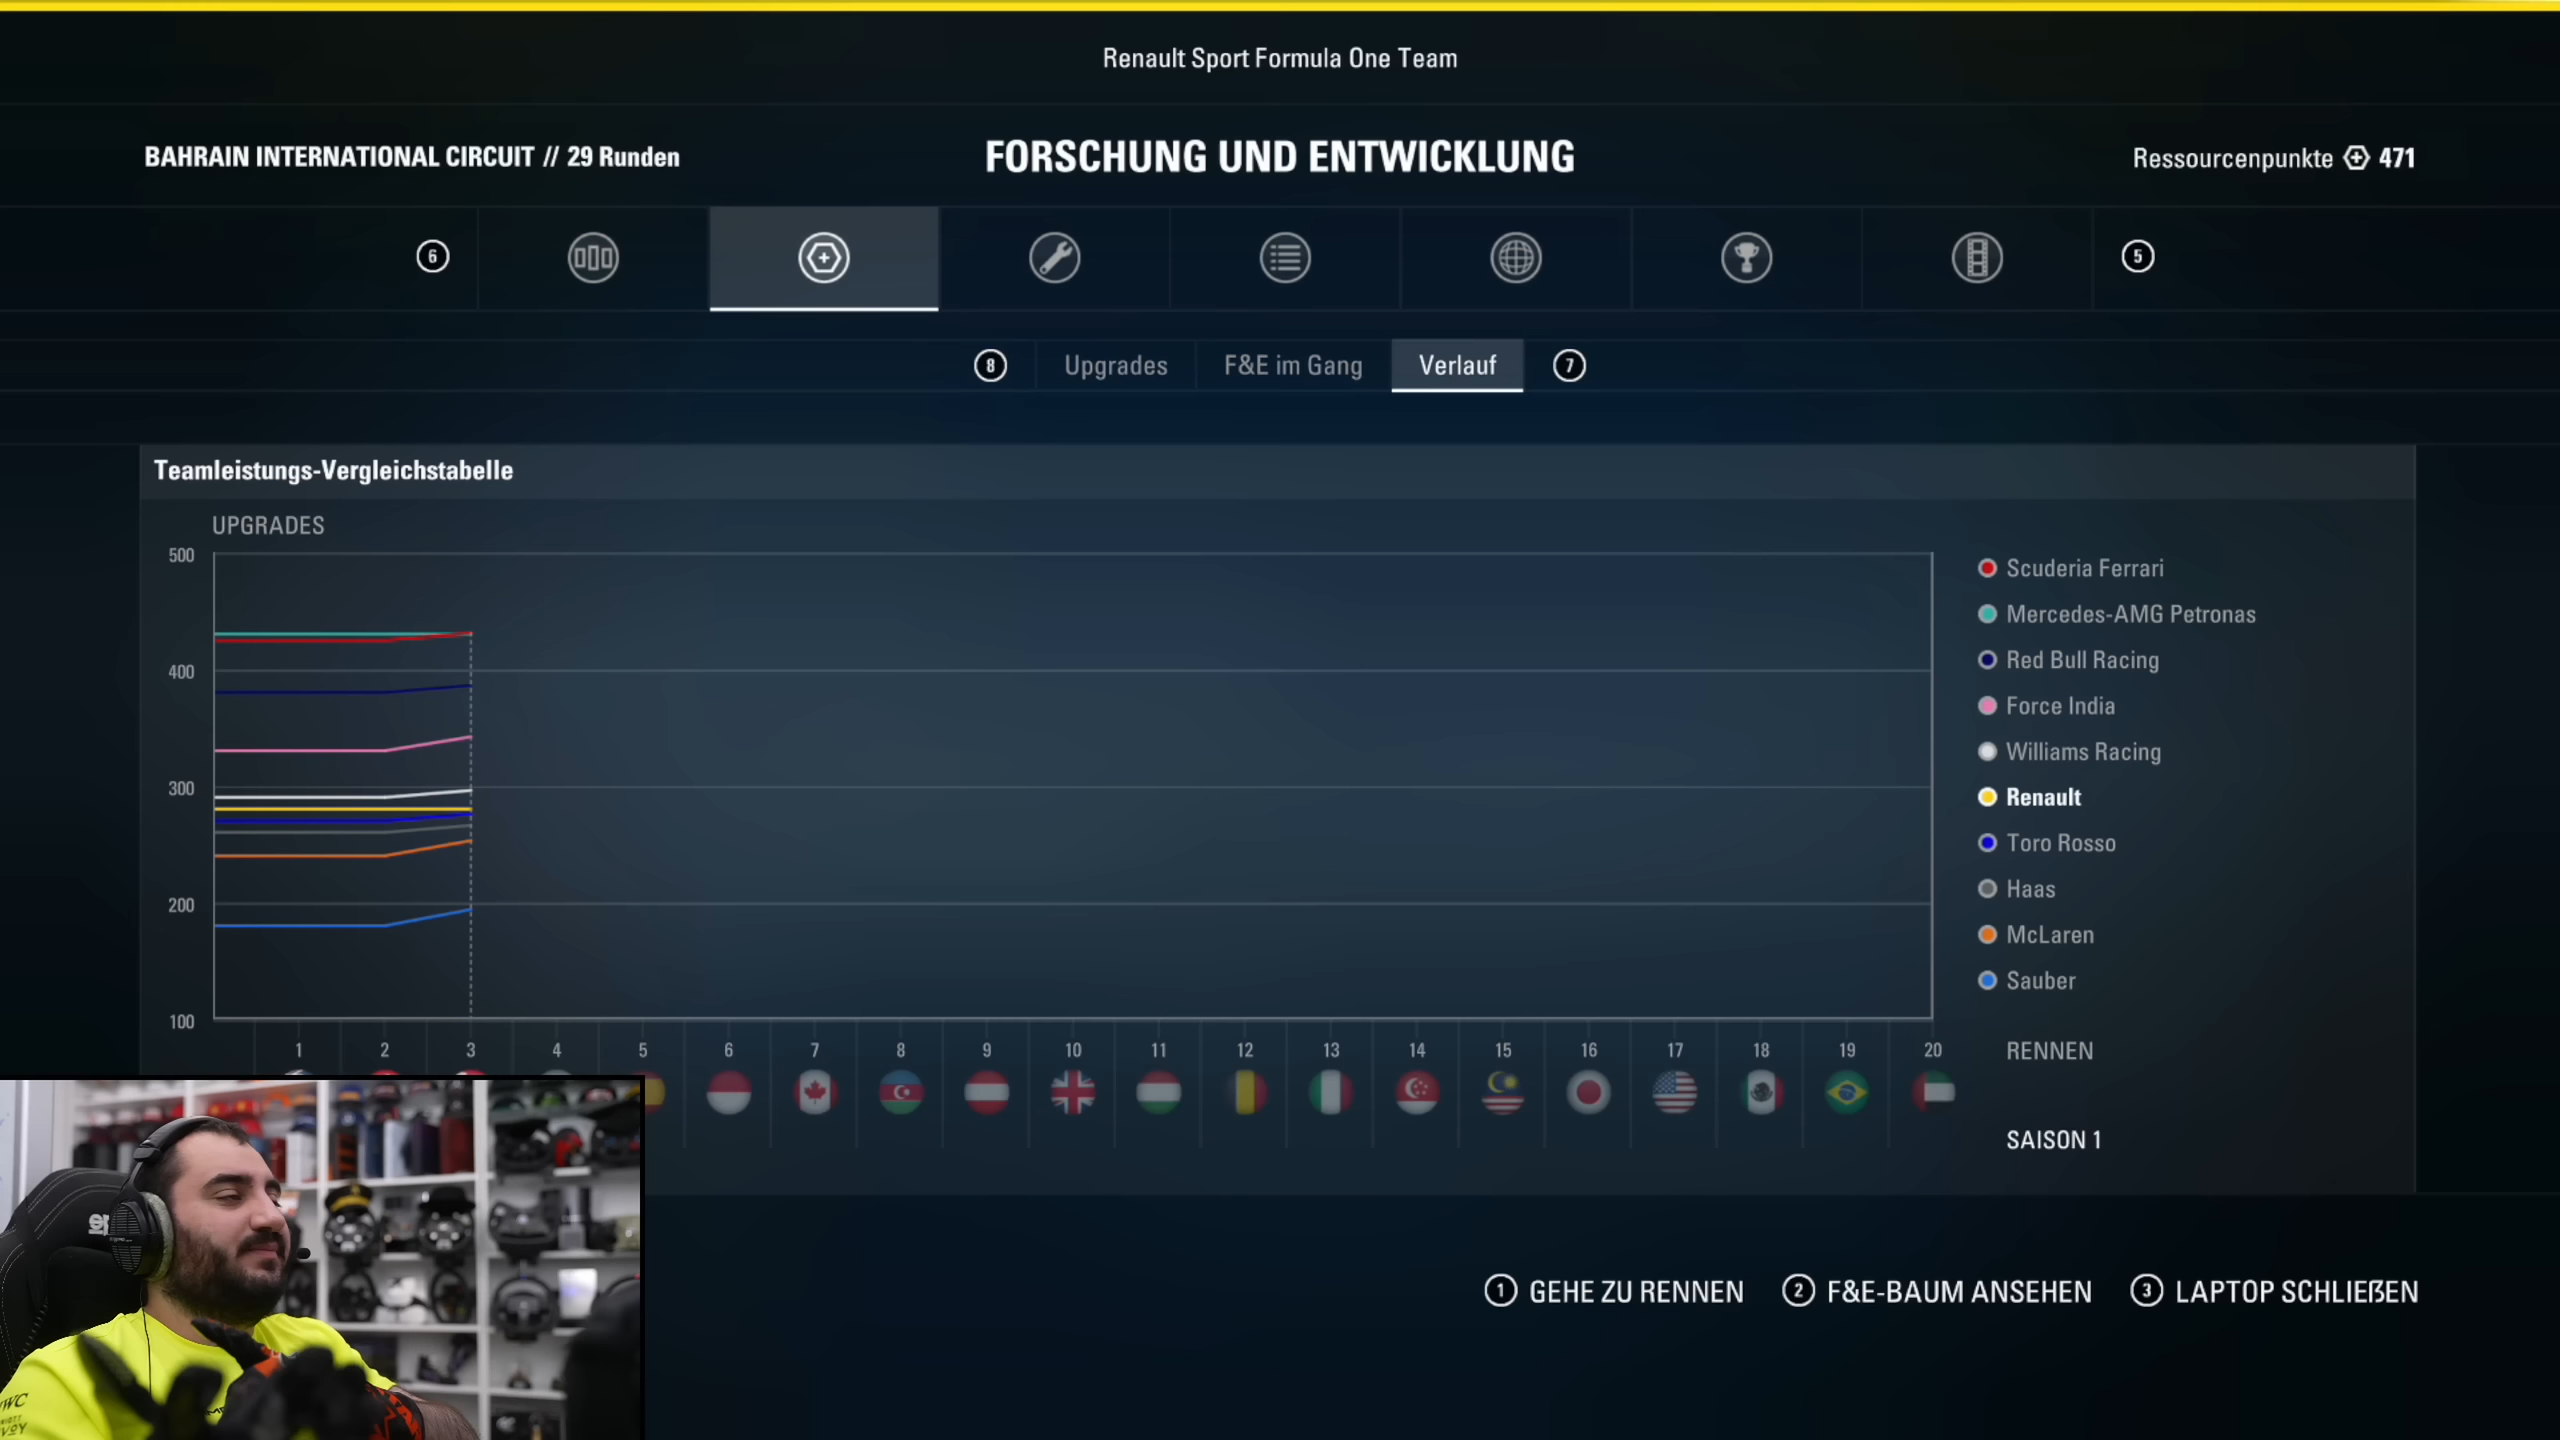 Renault Sport Formula One Team
BAHRAIN INTERNATIONAL CIRCUIT // 29 Runden
FORSCHUNG UND ENTWICKLUNG
Ressourcenpunkte 471
6
5
8 Upgrades F&E im Gang Verlauf 7
Teamleistungs-Vergleichstabelle
UPGRADES
500
400
300
200
100
Scuderia Ferrari
Mercedes-AMG Petronas
Red Bull Racing
Force India
Williams Racing
Renault
Toro Rosso
Haas
McLaren
Sauber
1 2 3 4 5 6 7 8 9 10 11 12 13 14 15 16 17 18 19 20 RENNEN
SAISON 1
1 GEHE ZU RENNEN 2 F&E-BAUM ANSEHEN 3 LAPTOP SCHLIEßEN